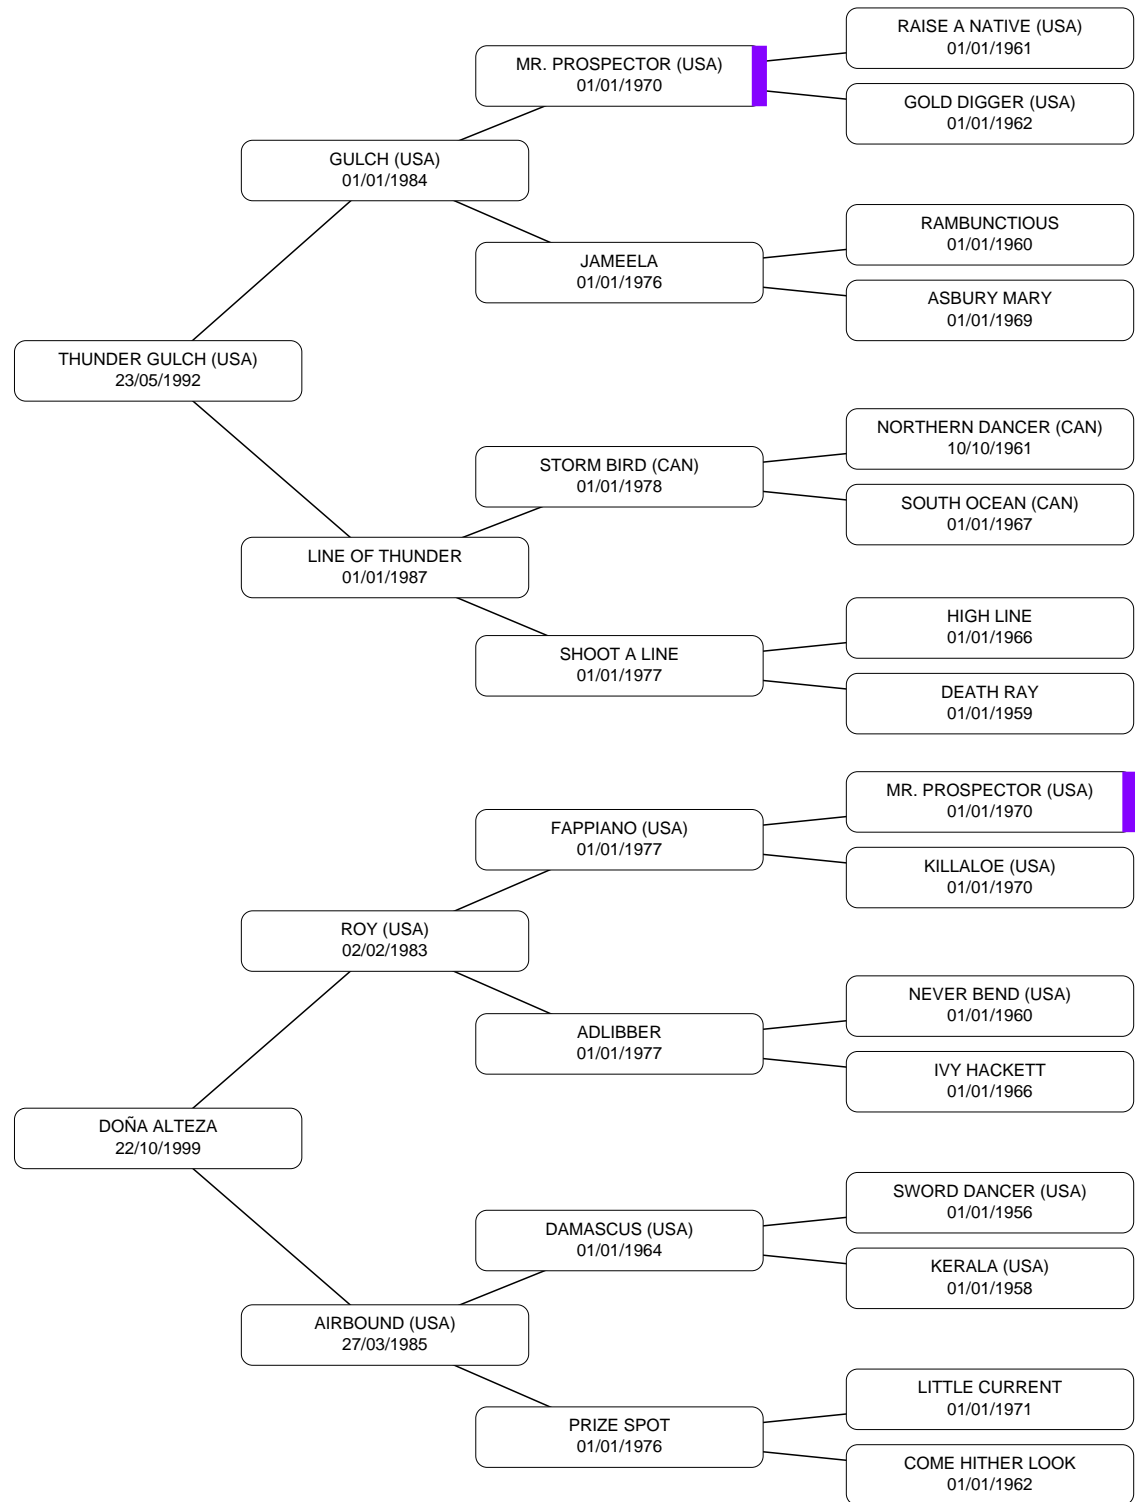 RAISE A NATIVE (USA)
01/01/1961
MR. PROSPECTOR (USA)
01/01/1970
GOLD DIGGER (USA)
01/01/1962
GULCH (USA)
01/01/1984
RAMBUNCTIOUS
01/01/1960
JAMEELA
01/01/1976
ASBURY MARY
01/01/1969
THUNDER GULCH (USA)
23/05/1992
NORTHERN DANCER (CAN)
10/10/1961
STORM BIRD (CAN)
01/01/1978
SOUTH OCEAN (CAN)
01/01/1967
LINE OF THUNDER
01/01/1987
HIGH LINE
01/01/1966
SHOOT A LINE
01/01/1977
DEATH RAY
01/01/1959
MR. PROSPECTOR (USA)
01/01/1970
FAPPIANO (USA)
01/01/1977
KILLALOE (USA)
01/01/1970
ROY (USA)
02/02/1983
NEVER BEND (USA)
01/01/1960
ADLIBBER
01/01/1977
IVY HACKETT
01/01/1966
DOÑA ALTEZA
22/10/1999
SWORD DANCER (USA)
01/01/1956
DAMASCUS (USA)
01/01/1964
KERALA (USA)
01/01/1958
AIRBOUND (USA)
27/03/1985
LITTLE CURRENT
01/01/1971
PRIZE SPOT
01/01/1976
COME HITHER LOOK
01/01/1962